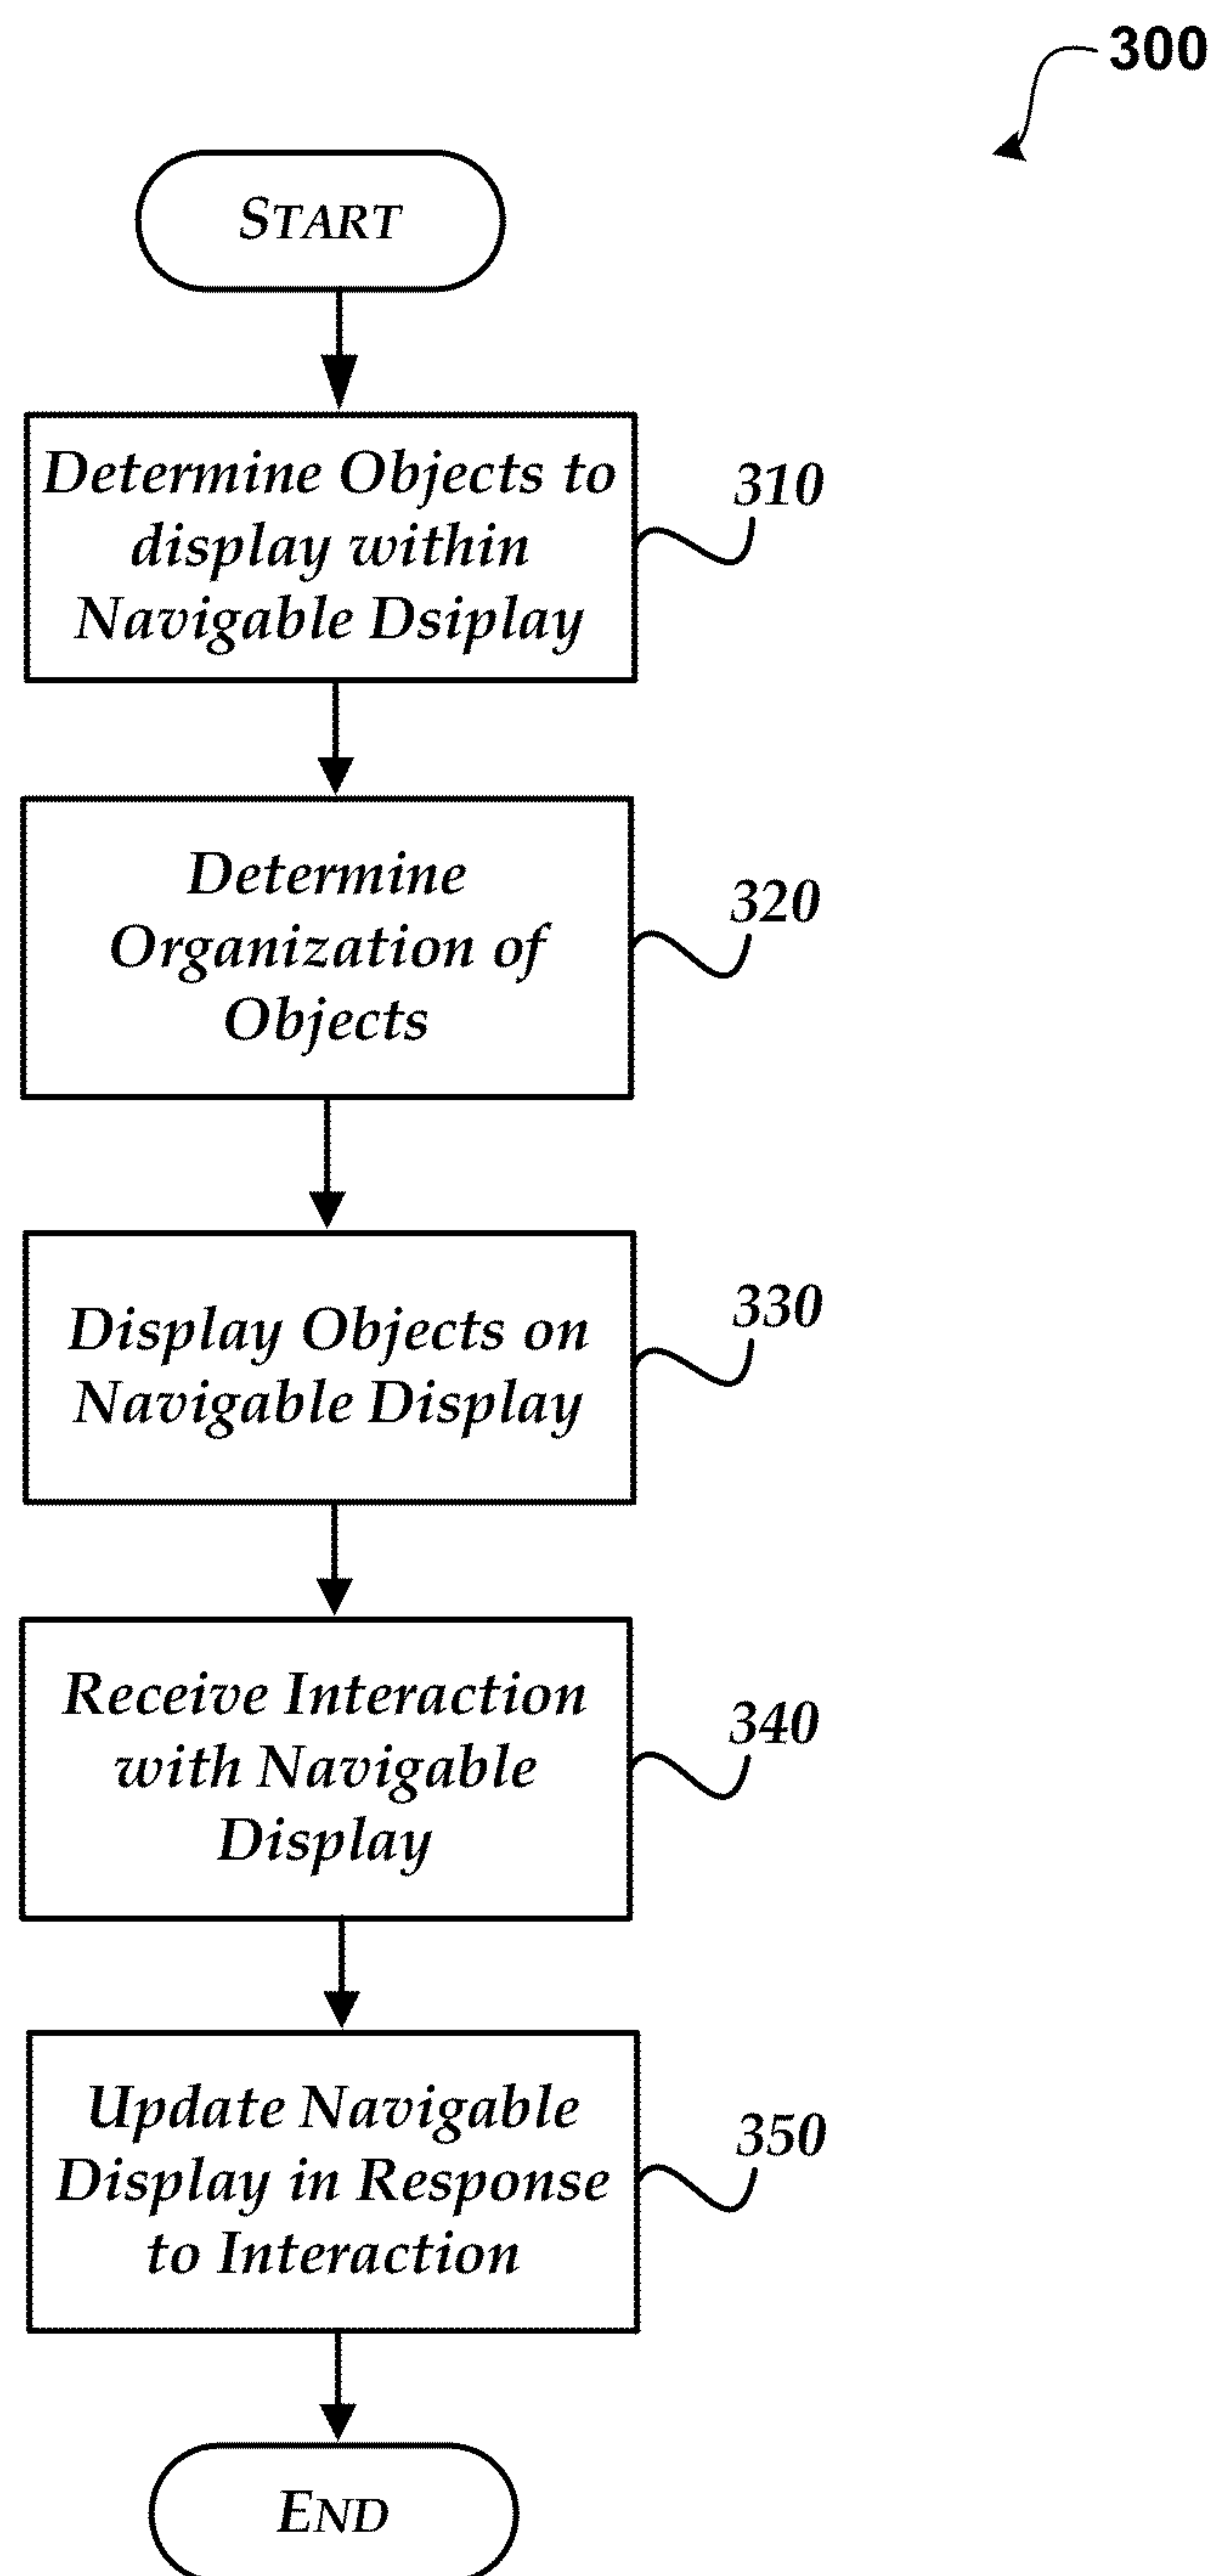 300
START
Determine Objects to
display within
Navigable Dsiplay
310
Determine
Organization of
Objects
320
Display Objects on
Navigable Display
330
Receive Interaction
with Navigable
Display
340
Update Navigable
Display in Response
to Interaction
350
END